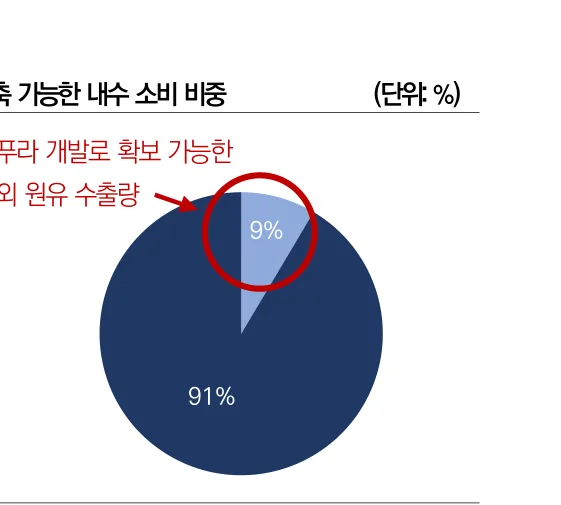 축 가능한 내수 소비 비중 (단위: %)
푸라 개발로 확보 가능한
외 원유 수출량
9%
91%